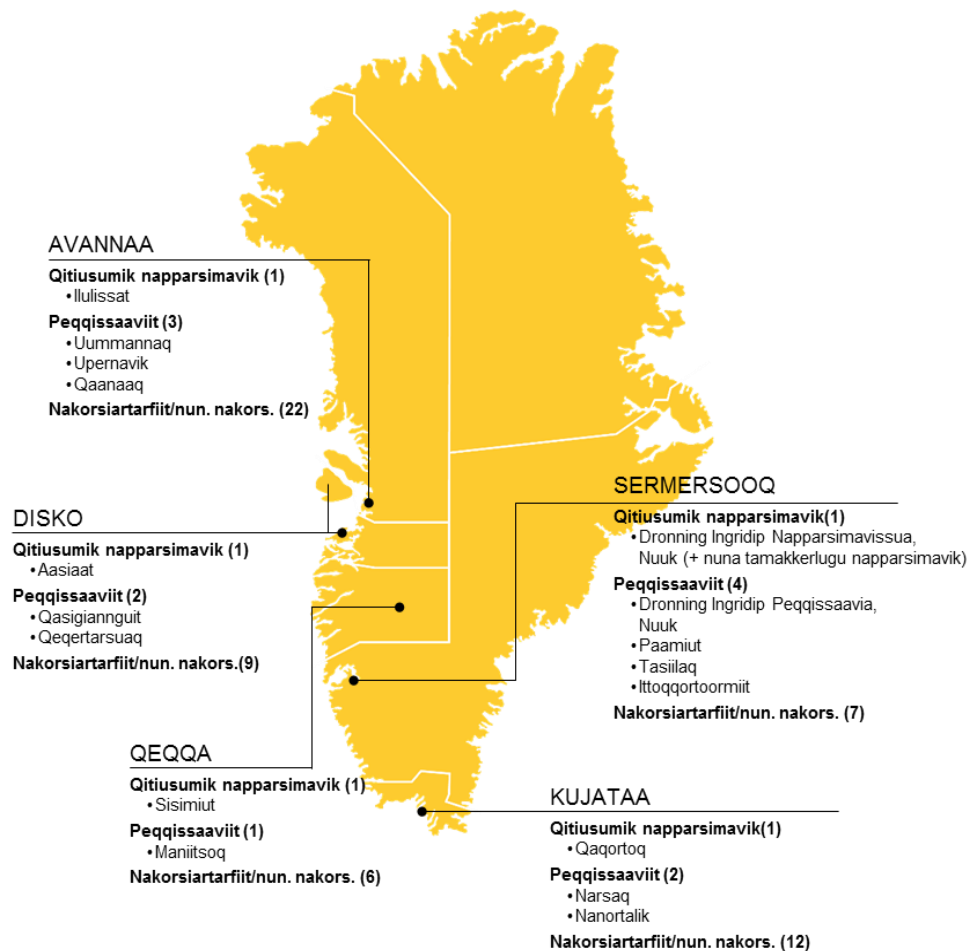 AVANNAA
Qitiusumik napparsimavik (1)
•Ilulissat
Peqqissaaviit (3)
•Uummannaq
•Upernavik
•Qaanaaq
Nakorsiartarfiit/nun. nakors. (22)
DISKO
Qitiusumik napparsimavik (1)
•Aasiaat
Peqqissaaviit (2)
•Qasigiannguit
•Qeqertarsuaq
Nakorsiartarfiit/nun. nakors.(9)
SERMERSOOQ
Qitiusumik napparsimavik(1)
•Dronning Ingridip Napparsimavissua,
Nuuk (+ nuna tamakkerlugu napparsimavik)
Peqqissaaviit (4)
•Dronning Ingridip Peqqissaavia,
Nuuk
•Paamiut
•Tasiilaq
•Ittoqqortoormiit
Nakorsiartarfiit/nun. nakors. (7)
QEQQA
Qitiusumik napparsimavik (1)
•Sisimiut
Peqqissaaviit (1)
•Maniitsoq
Nakorsiartarfiit/nun. nakors. (6)
KUJATAA
Qitiusumik napparsimavik(1)
•Qaqortoq
Peqqissaaviit (2)
•Narsaq
•Nanortalik
Nakorsiartarfiit/nun. nakors. (12)